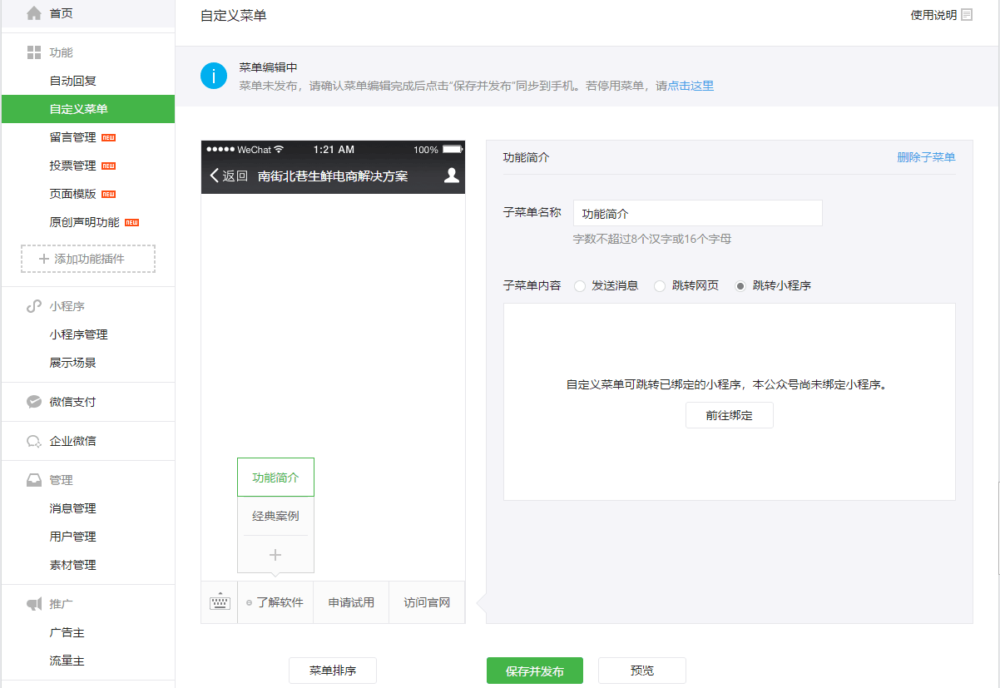 首页
功能
自动回复
自定义菜单
留言管理 NEW
投票管理 NEW
页面模版 NEW
原创声明功能 NEW
+ 添加功能插件
小程序
小程序管理
展示场景
微信支付
企业微信
管理
消息管理
用户管理
素材管理
推广
广告主
流量主
自定义菜单
使用说明
i
菜单编辑中
菜单未发布，请确认菜单编辑完成后点击“保存并发布”同步到手机。若停用菜单，请点击这里
WeChat 1:21 AM 100%
返回 南街北巷生鲜电商解决方案
功能简介
经典案例
+
了解软件 申请试用 访问官网
功能简介 删除子菜单
子菜单名称 功能简介
字数不超过8个汉字或16个字母
子菜单内容 发送消息 跳转网页 跳转小程序
自定义菜单可跳转已绑定的小程序，本公众号尚未绑定小程序。
前往绑定
菜单排序 保存并发布 预览